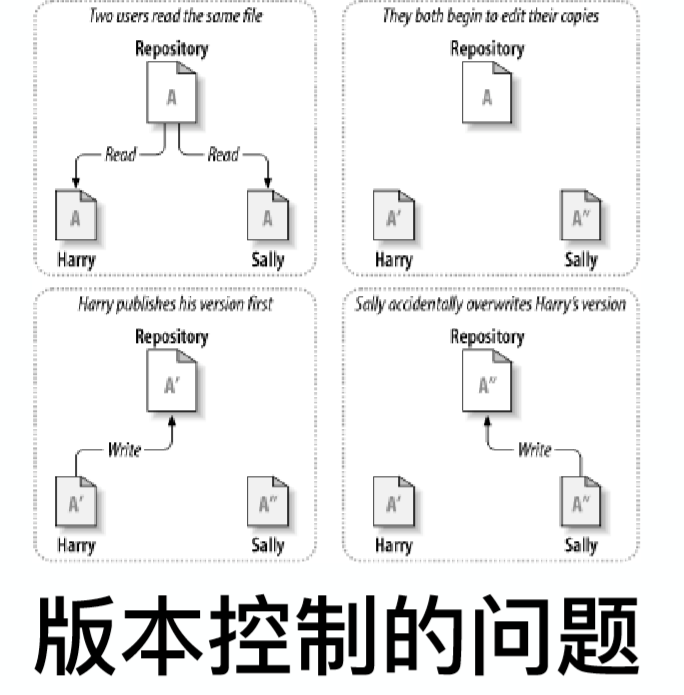 Two users read the same file
Repository
A
Read
Read
A
A
Harry
Sally
They both begin to edit their copies
Repository
A
A'
A"
Harry
Sally
Harry publishes his version first
Repository
A'
Write
A'
A"
Harry
Sally
Sally accidentally overwrites Harry's version
Repository
A"
Write
A'
A"
Harry
Sally
版本控制的问题